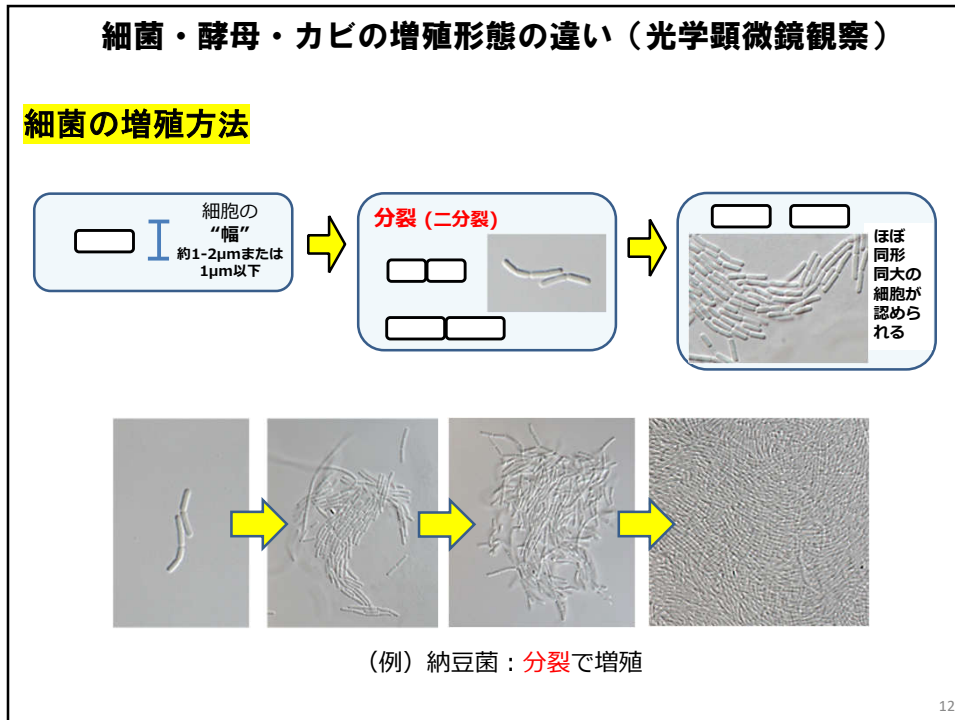 細菌・酵母・カビの増殖形態の違い（光学顕微鏡観察）
細菌の増殖方法
細胞の
“幅”
約1-2μmまたは
1μm以下
分裂 (二分裂)
ほぼ
同形
同大の
細胞が
認めら
れる
（例）納豆菌：分裂で増殖
12